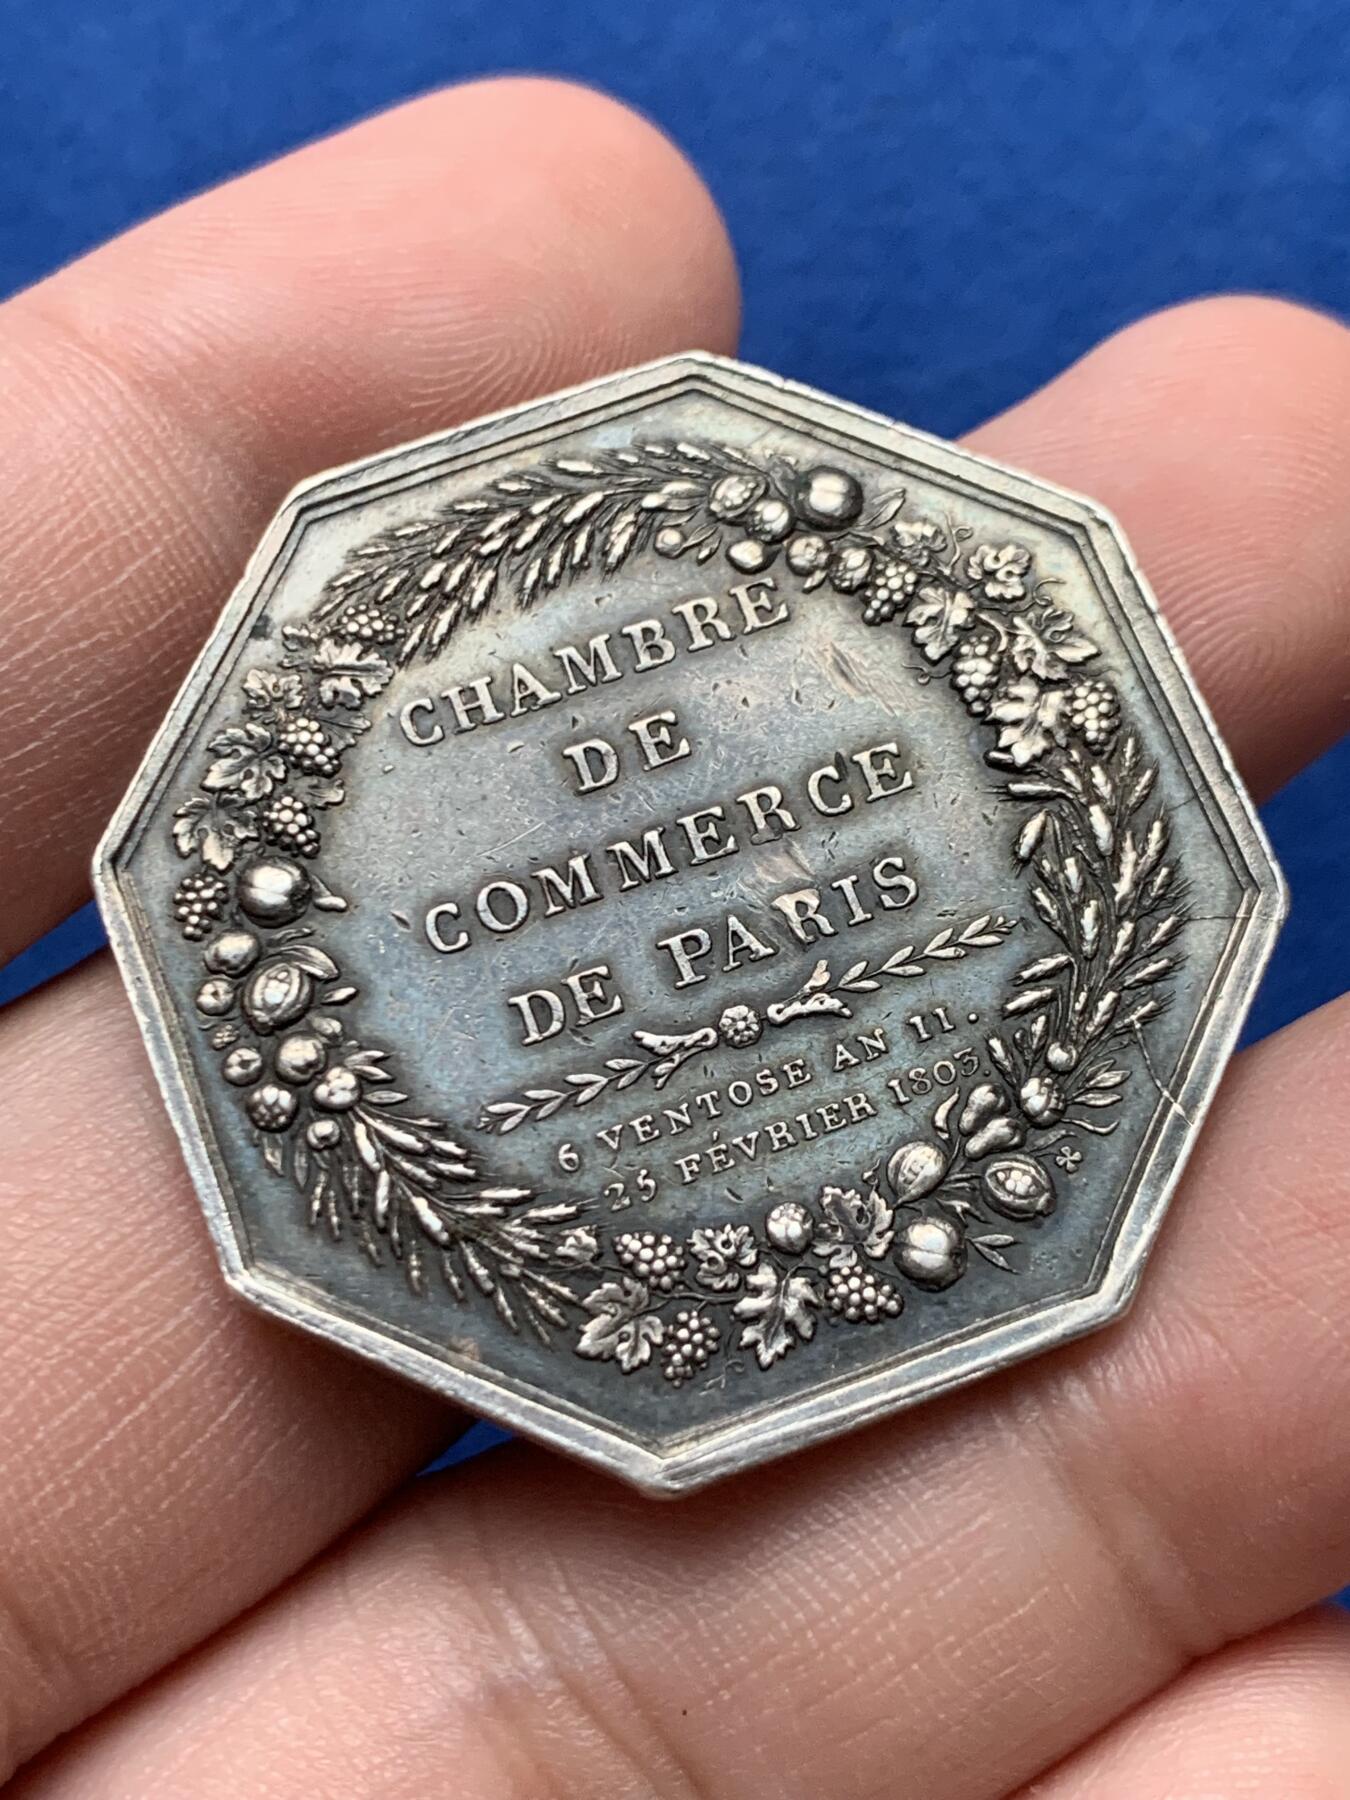 CHAMBRE
DE
COMMERCE
DE PARIS
6 VENTOSE AN 11.
25 FÉVRIER 1803.